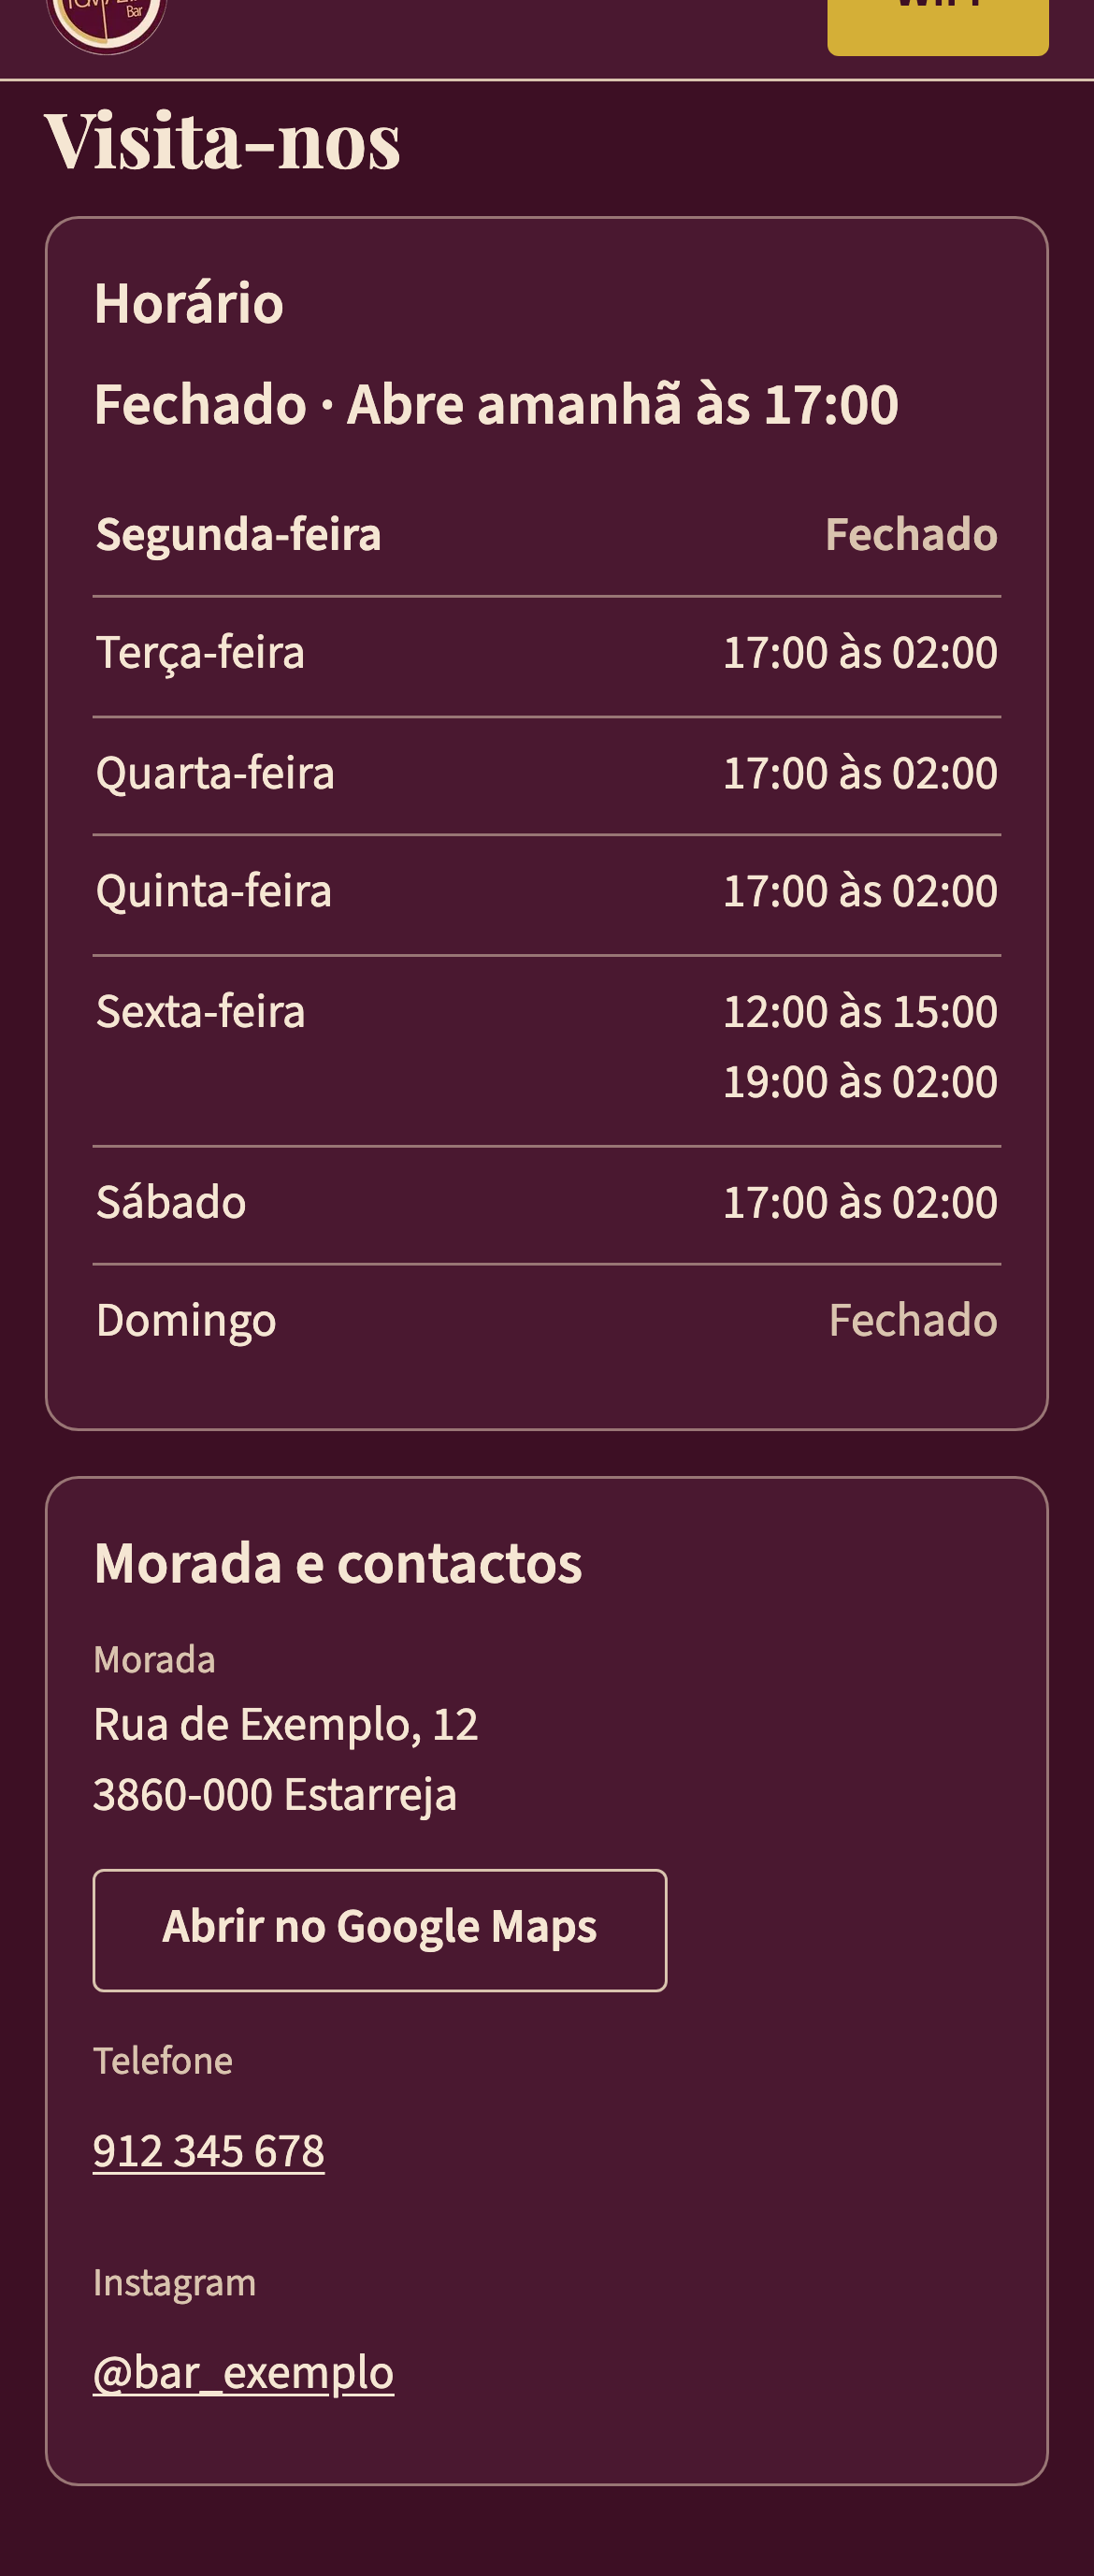 Bar
Visita-nos
Horário
Fechado · Abre amanhã às 17:00
Segunda-feira Fechado
Terça-feira 17:00 às 02:00
Quarta-feira 17:00 às 02:00
Quinta-feira 17:00 às 02:00
Sexta-feira 12:00 às 15:00
19:00 às 02:00
Sábado 17:00 às 02:00
Domingo Fechado
Morada e contactos
Morada
Rua de Exemplo, 12
3860-000 Estarreja
Abrir no Google Maps
Telefone
912 345 678
Instagram
@bar_exemplo